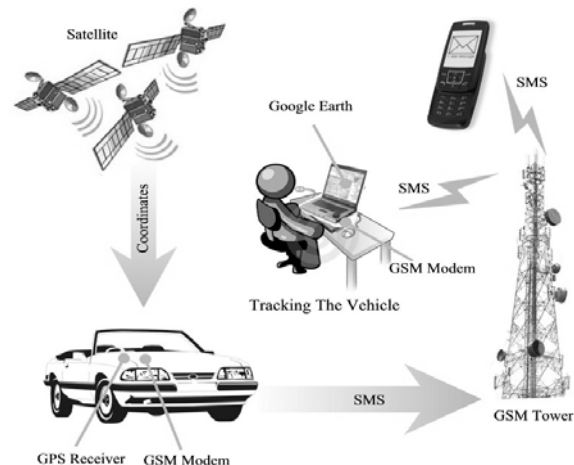 Satellite
SMS
Google Earth
SMS
Coordinates
GSM Modem
Tracking The Vehicle
SMS
GSM Tower
GPS Receiver
GSM Modem